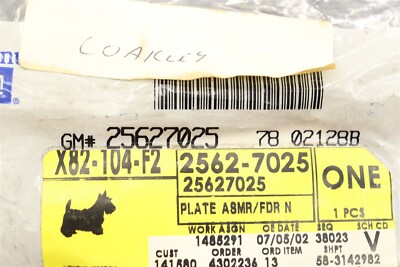 COAKLEY
GM# 25627025 78 02128B
X82-104-F2
2562-7025
25627025
PLATE ASMR/FDR N
ONE
1 PCS
WORK ASGN OE DATE SEQ SCH CD
1485291 07/05/02 38023 V
CUST ORDER ORD ITEM SHPT
141580 4302236 13 58-3142982